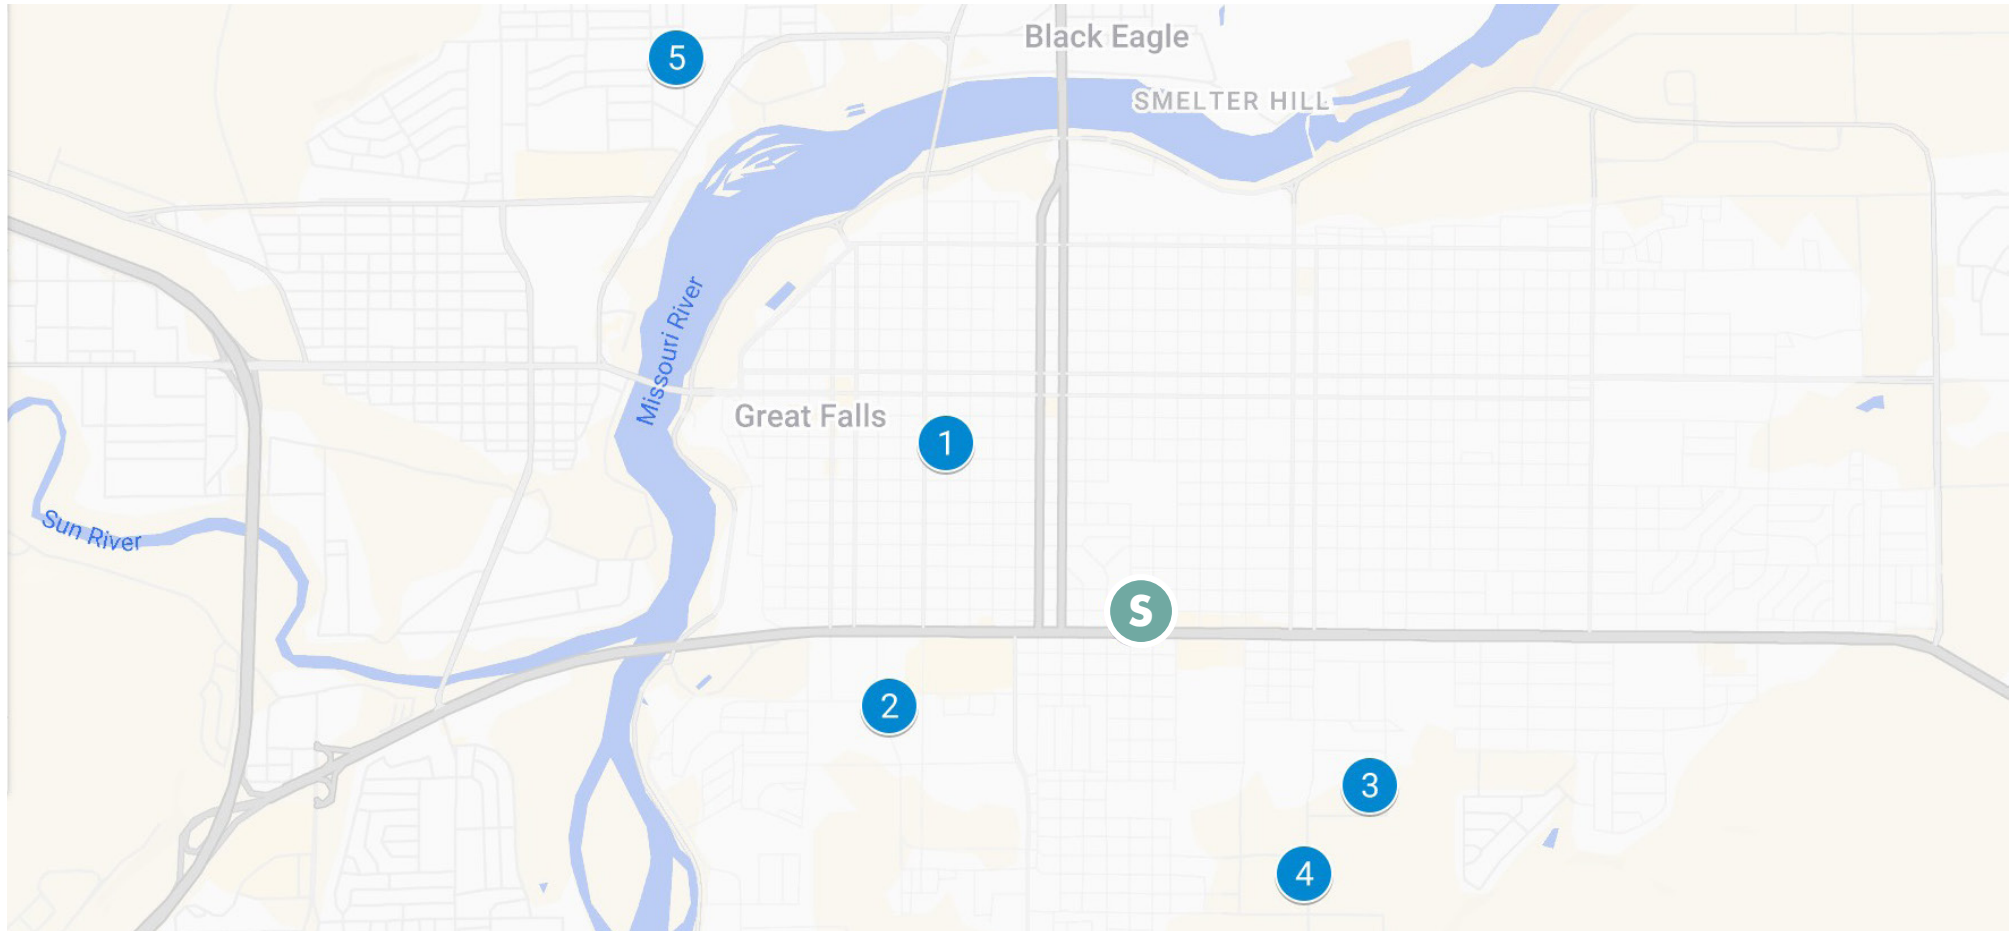 5
Black Eagle
SMELTER HILL
Missouri River
Great Falls
1
Sun River
S
2
3
4